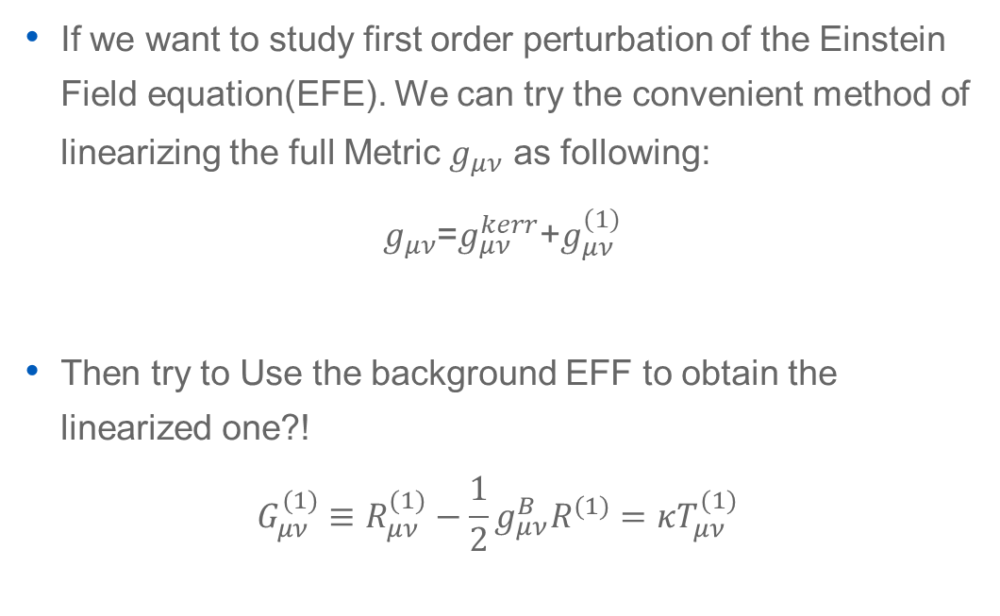 • If we want to study first order perturbation of the Einstein
Field equation(EFE). We can try the convenient method of
linearizing the full Metric $g_{\mu\nu}$ as following:
$g_{\mu\nu}=g_{\mu\nu}^{kerr}+g_{\mu\nu}^{(1)}$
• Then try to Use the background EFF to obtain the
linearized one?!
$G_{\mu\nu}^{(1)} \equiv R_{\mu\nu}^{(1)} - \frac{1}{2} g_{\mu\nu}^{B} R^{(1)} = \kappa T_{\mu\nu}^{(1)}$